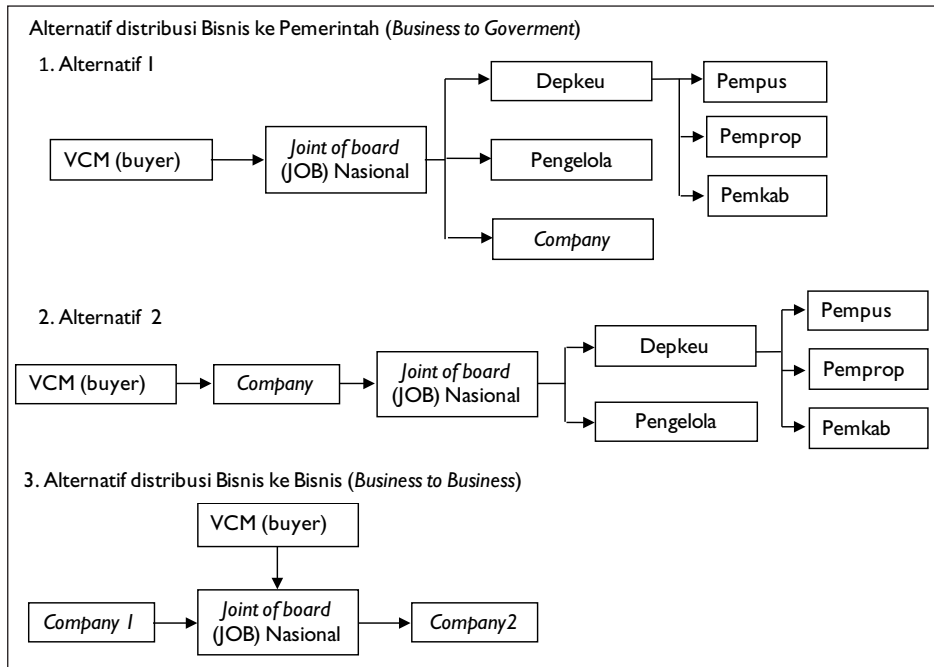 Alternatif distribusi Bisnis ke Pemerintah (Business to Goverment)
1. Alternatif 1
Depkeu
Pempus
VCM (buyer)
Joint of board
(JOB) Nasional
Pengelola
Pemprop
Company
Pemkab
2. Alternatif 2
VCM (buyer)
Company
Joint of board
(JOB) Nasional
Depkeu
Pengelola
Pempus
Pemprop
Pemkab
3. Alternatif distribusi Bisnis ke Bisnis (Business to Business)
VCM (buyer)
Company 1
Joint of board
(JOB) Nasional
Company2